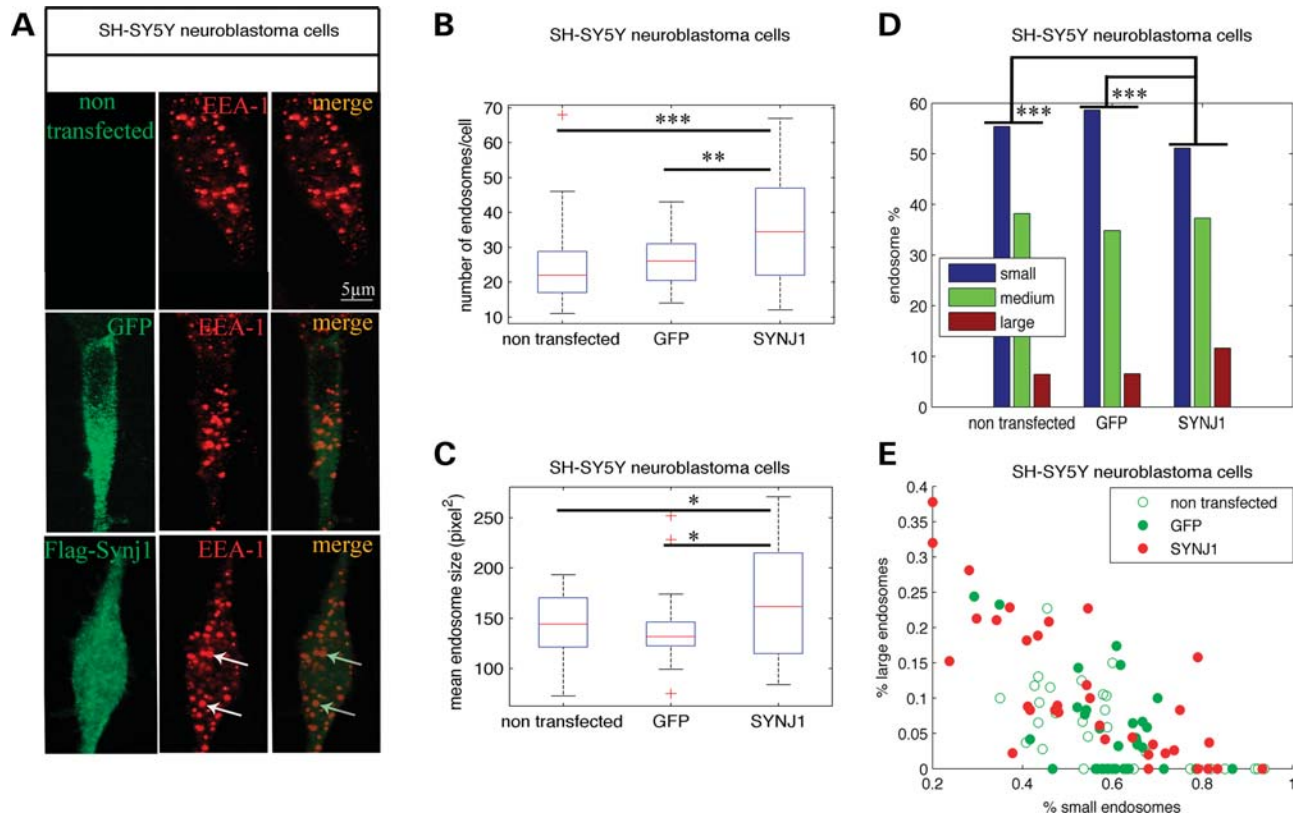 A
SH-SY5Y neuroblastoma cells
non transfected
EEA-1
merge
5µm
GFP
EEA-1
merge
Flag-Synj1
EEA-1
merge
B
SH-SY5Y neuroblastoma cells
number of endosomes/cell
70
60
50
40
30
20
10
***
**
non transfected
GFP
SYNJ1
C
SH-SY5Y neuroblastoma cells
mean endosome size (pixel²)
250
200
150
100
*
*
non transfected
GFP
SYNJ1
D
SH-SY5Y neuroblastoma cells
endosome %
60
50
40
30
20
10
0
***
***
small
medium
large
non transfected
GFP
SYNJ1
E
SH-SY5Y neuroblastoma cells
% large endosomes
0.4
0.35
0.3
0.25
0.2
0.15
0.1
0.05
0
non transfected
GFP
SYNJ1
0.2
0.4
0.6
0.8
1
% small endosomes